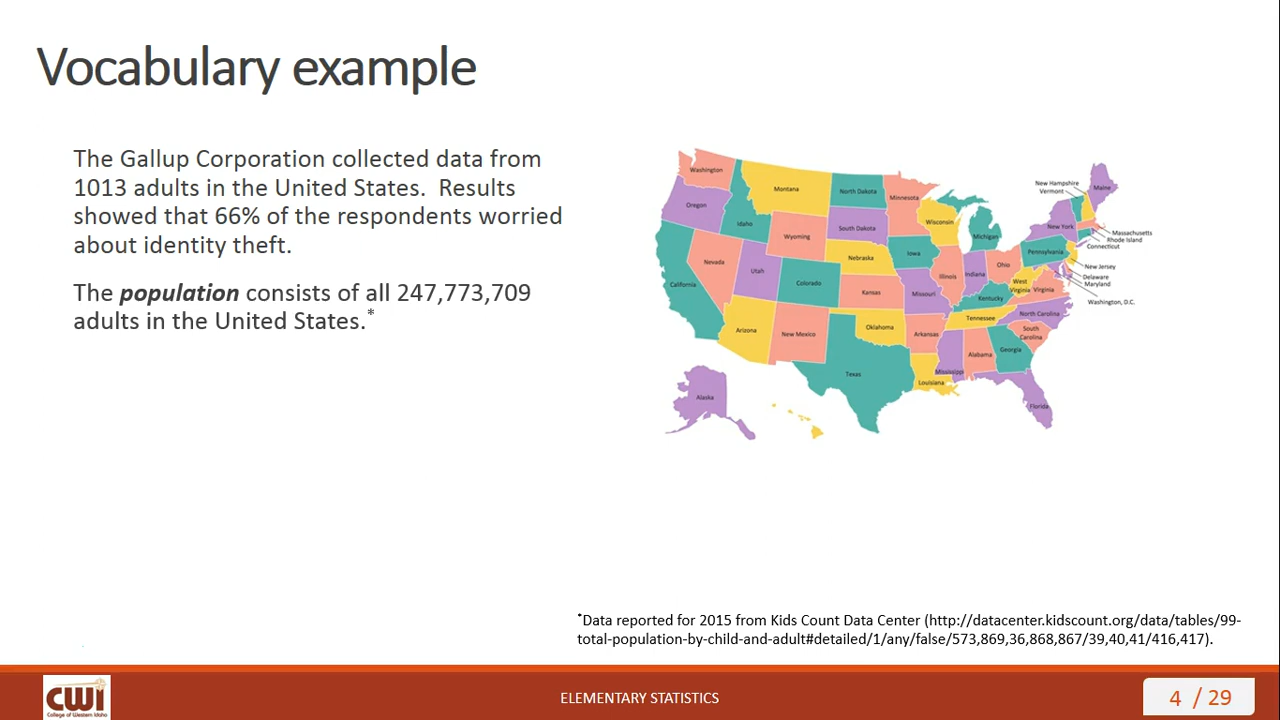 Vocabulary example
The Gallup Corporation collected data from
1013 adults in the United States.  Results
showed that 66% of the respondents worried
about identity theft.
The population consists of all 247,773,709
adults in the United States.*
Washington
Oregon
California
Nevada
Idaho
Montana
Wyoming
Utah
Arizona
Colorado
New Mexico
North Dakota
South Dakota
Nebraska
Kansas
Oklahoma
Texas
Minnesota
Iowa
Missouri
Arkansas
Louisiana
Wisconsin
Illinois
Michigan
Indiana
Ohio
Kentucky
Tennessee
Mississippi
Alabama
Georgia
Florida
South
Carolina
North Carolina
Virginia
West
Virginia
Pennsylvania
New York
New Hampshire
Vermont
Maine
Massachusetts
Rhode Island
Connecticut
New Jersey
Delaware
Maryland
Washington, D.C.
Alaska
*Data reported for 2015 from Kids Count Data Center (http://datacenter.kidscount.org/data/tables/99-
total-population-by-child-and-adult#detailed/1/any/false/573,869,36,868,867/39,40,41/416,417).
CWI
College of Western Idaho
ELEMENTARY STATISTICS
4 / 29